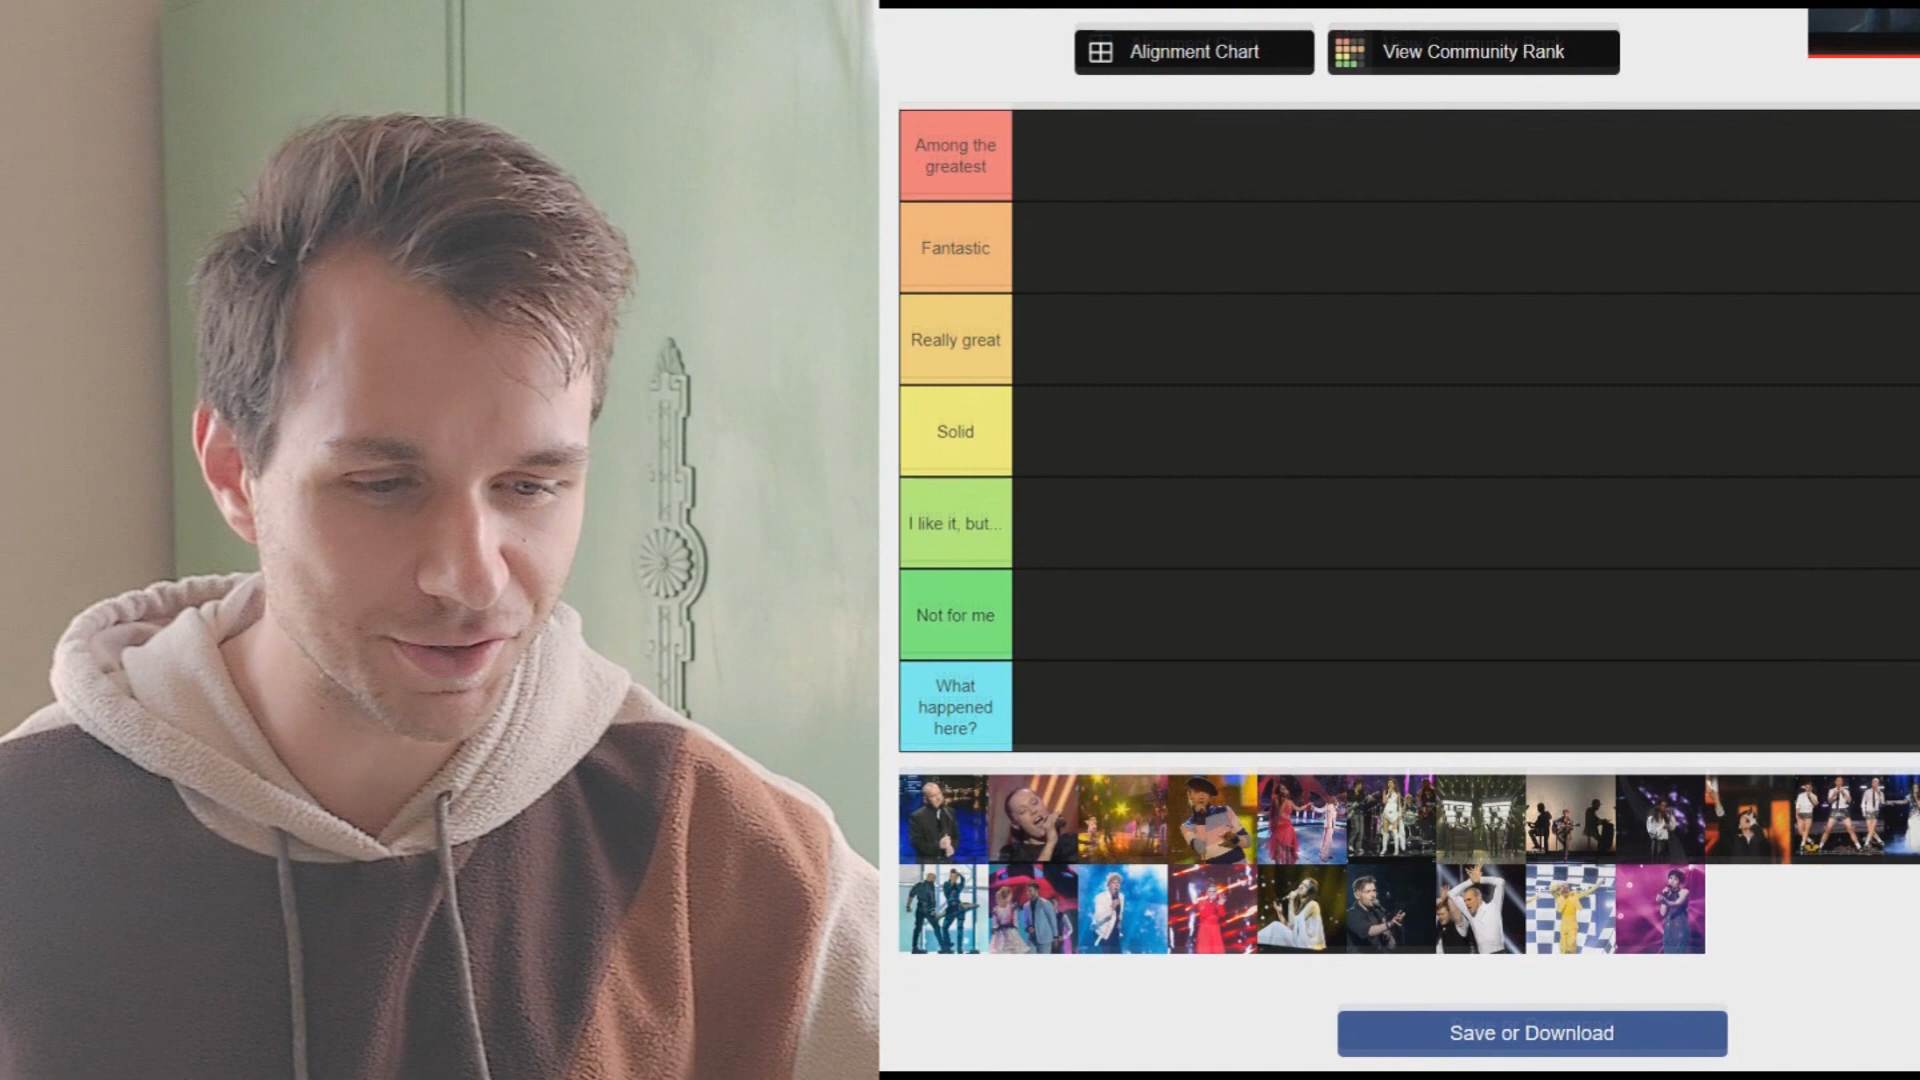 Alignment Chart
View Community Rank
Among the
greatest
Fantastic
Really great
Solid
I like it, but...
Not for me
What
happened
here?
Save or Download